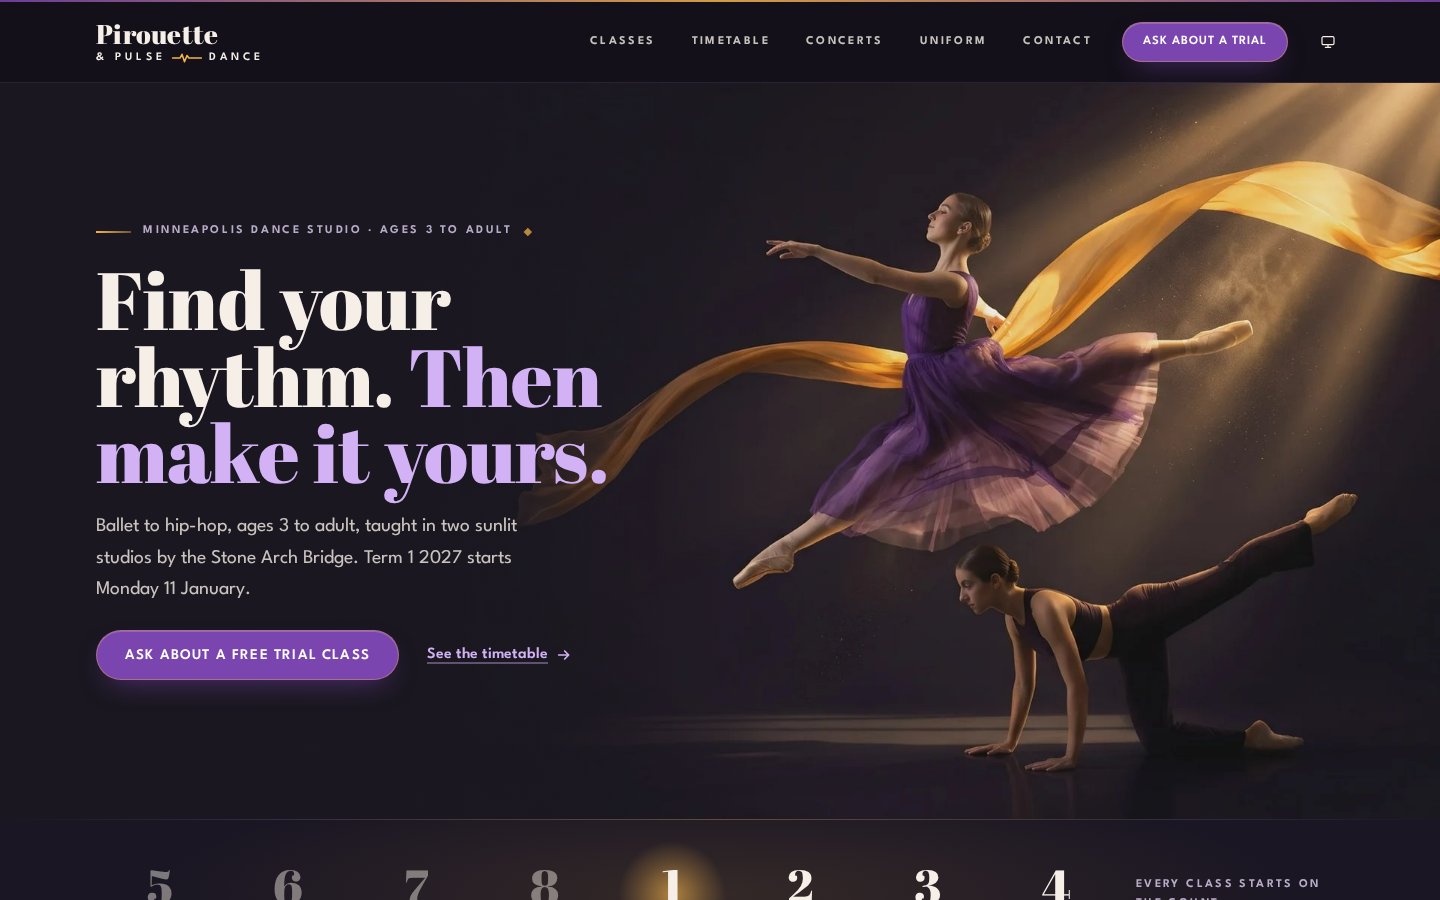 Pirouette
& PULSE DANCE
CLASSES TIMETABLE CONCERTS UNIFORM CONTACT ASK ABOUT A TRIAL
MINNEAPOLIS DANCE STUDIO · AGES 3 TO ADULT
Find your
rhythm. Then
make it yours.
Ballet to hip-hop, ages 3 to adult, taught in two sunlit
studios by the Stone Arch Bridge. Term 1 2027 starts
Monday 11 January.
ASK ABOUT A FREE TRIAL CLASS See the timetable →
5 6 7 8 1 2 3 4
EVERY CLASS STARTS ON
THE COUNT